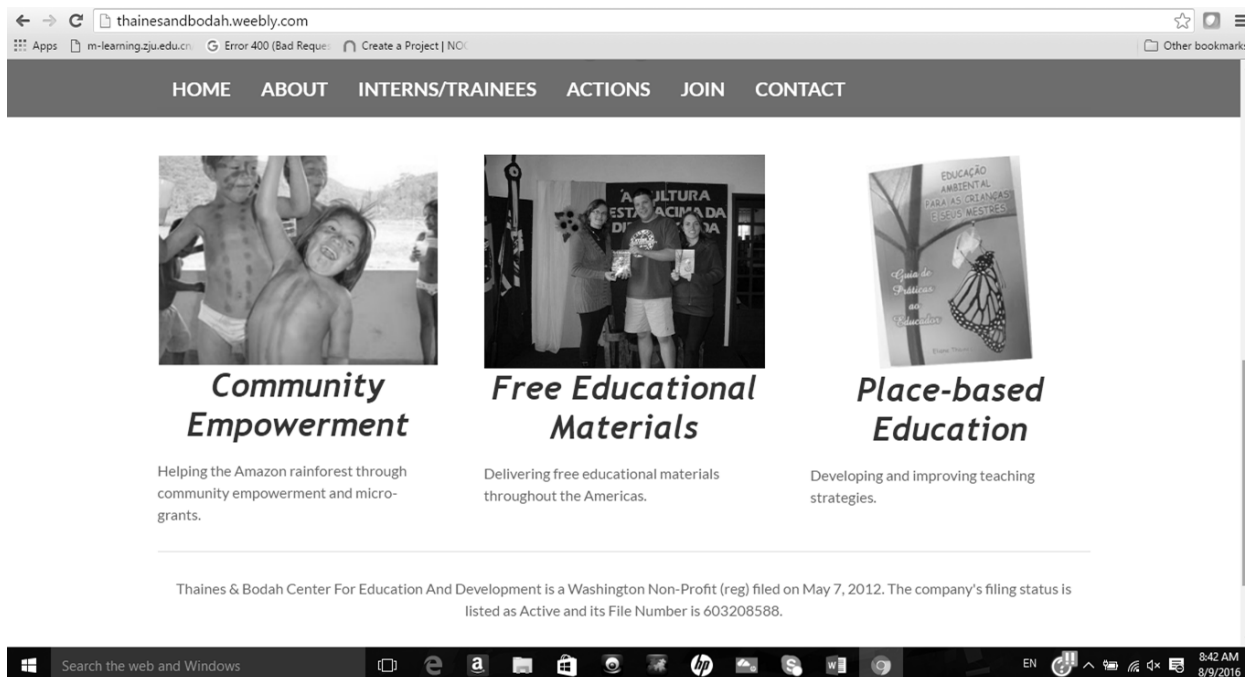 thainesandbodah.weebly.com
Apps m-learning.zju.edu.cn Error 400 (Bad Reque Create a Project | NO Other bookmarks
HOME ABOUT INTERNS/TRAINEES ACTIONS JOIN CONTACT
CULTURA
ESTÁ ACIMA DA
EDUCAÇÃO
AMBIENTAL
PARA AS CRIANÇAS
E SEUS MESTRES
Guia de
Práticas
ao
Educador
Community
Empowerment
Free Educational
Materials
Place-based
Education
Helping the Amazon rainforest through
community empowerment and micro-
grants.
Delivering free educational materials
throughout the Americas.
Developing and improving teaching
strategies.
Thaines & Bodah Center For Education And Development is a Washington Non-Profit (reg) filed on May 7, 2012. The company's filing status is
listed as Active and its File Number is 603208588.
Search the web and Windows
EN
8:42 AM
8/9/2016